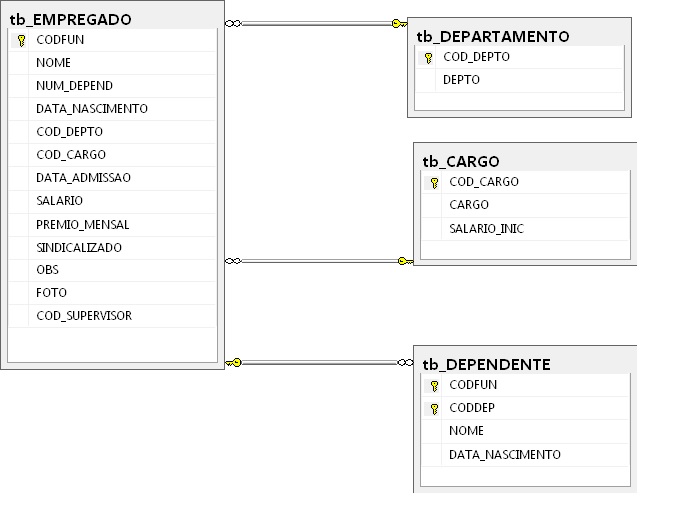 tb_EMPREGADO
CODFUN
NOME
NUM_DEPEND
DATA_NASCIMENTO
COD_DEPTO
COD_CARGO
DATA_ADMISSAO
SALARIO
PREMIO_MENSAL
SINDICALIZADO
OBS
FOTO
COD_SUPERVISOR
tb_DEPARTAMENTO
COD_DEPTO
DEPTO
tb_CARGO
COD_CARGO
CARGO
SALARIO_INIC
tb_DEPENDENTE
CODFUN
CODDEP
NOME
DATA_NASCIMENTO